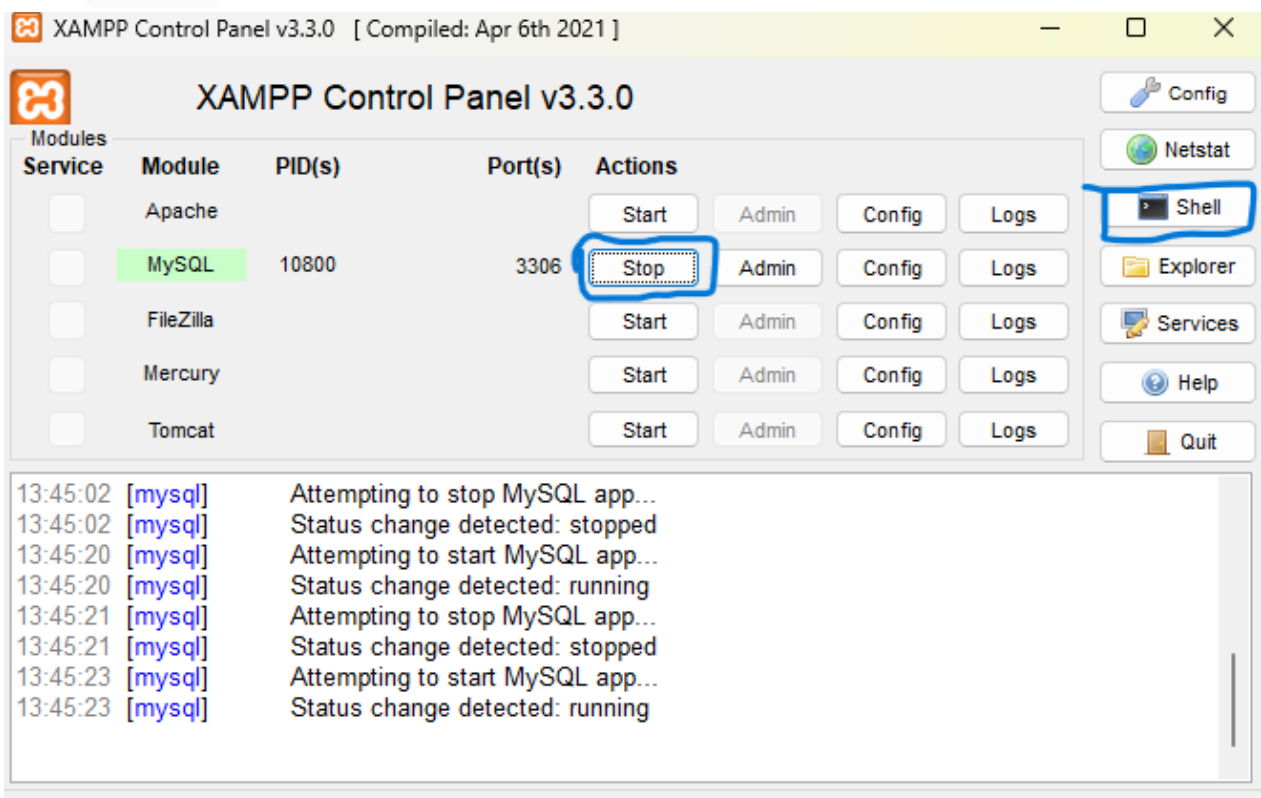 XAMPP Control Panel v3.3.0 [ Compiled: Apr 6th 2021 ]
XAMPP Control Panel v3.3.0
Config
Modules
Netstat
Service Module PID(s) Port(s) Actions
Apache Start Admin Config Logs
Shell
MySQL 10800 3306 Stop Admin Config Logs
Explorer
FileZilla Start Admin Config Logs
Services
Mercury Start Admin Config Logs
Help
Tomcat Start Admin Config Logs
Quit
13:45:02 [mysql] Attempting to stop MySQL app...
13:45:02 [mysql] Status change detected: stopped
13:45:20 [mysql] Attempting to start MySQL app...
13:45:20 [mysql] Status change detected: running
13:45:21 [mysql] Attempting to stop MySQL app...
13:45:21 [mysql] Status change detected: stopped
13:45:23 [mysql] Attempting to start MySQL app...
13:45:23 [mysql] Status change detected: running